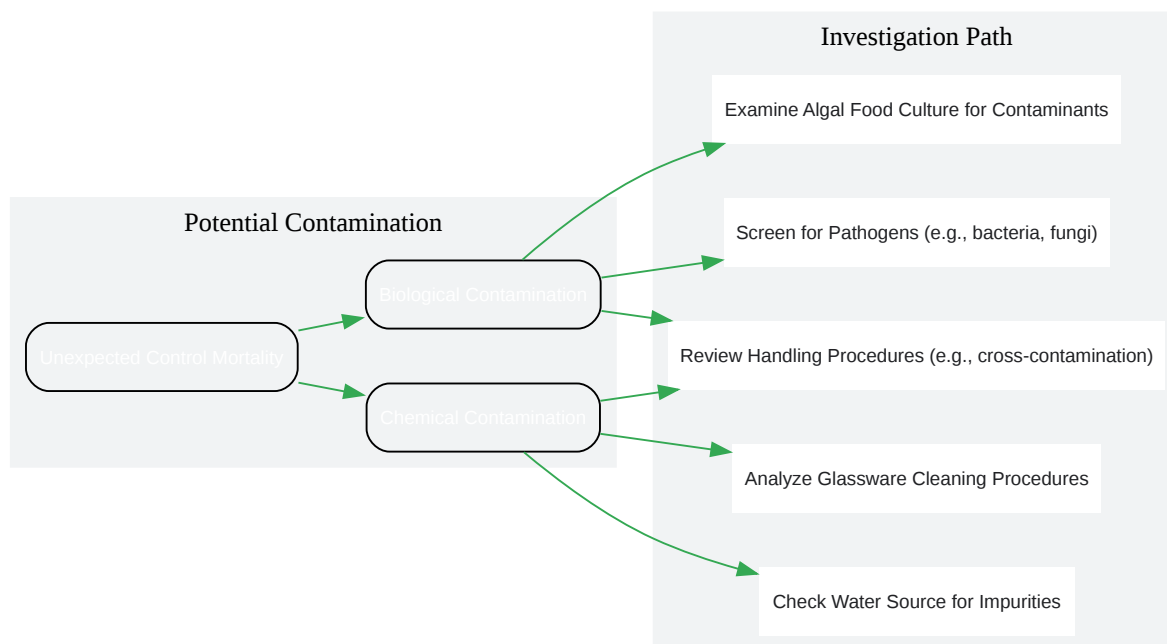 Potential Contamination
Unexpected Control Mortality
Biological Contamination
Chemical Contamination
Investigation Path
Examine Algal Food Culture for Contaminants
Screen for Pathogens (e.g., bacteria, fungi)
Review Handling Procedures (e.g., cross-contamination)
Analyze Glassware Cleaning Procedures
Check Water Source for Impurities